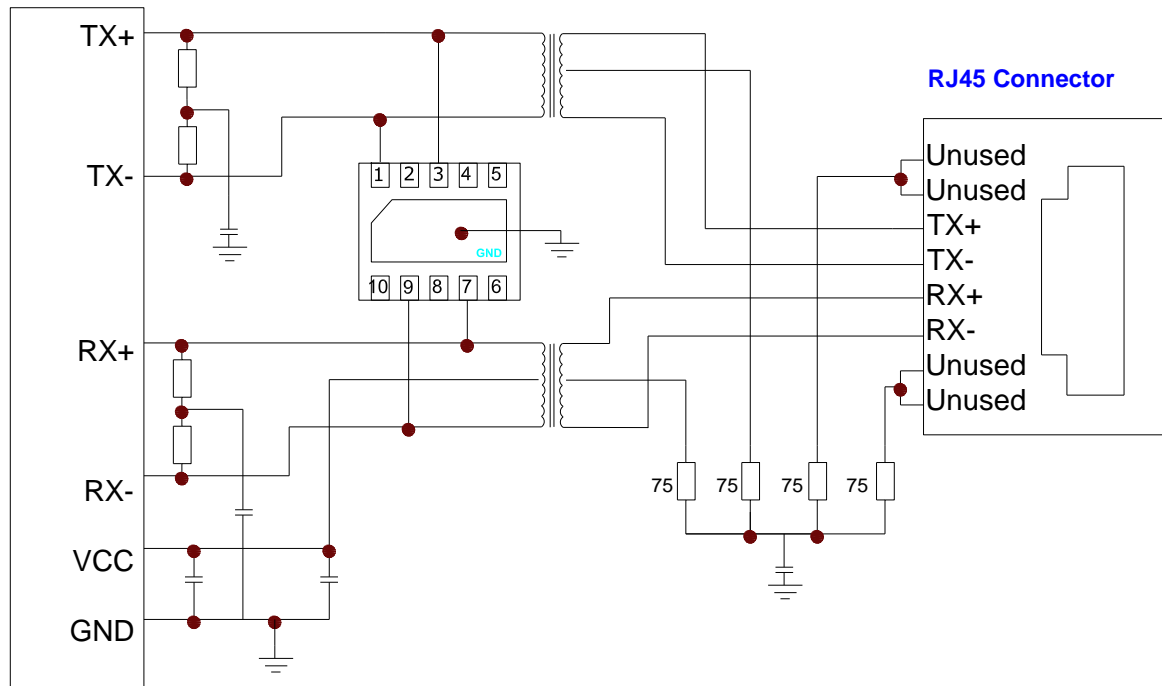 TX+
TX-
RX+
RX-
VCC
GND
1 2 3 4 5
GND
10 9 8 7 6
75 75 75 75
RJ45 Connector
Unused
Unused
TX+
TX-
RX+
RX-
Unused
Unused